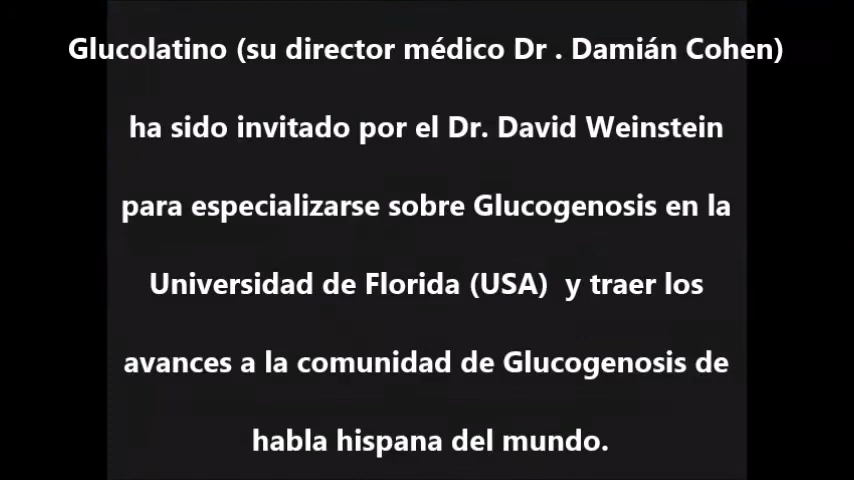 Glucolatino (su director médico Dr . Damián Cohen)
ha sido invitado por el Dr. David Weinstein
para especializarse sobre Glucogenosis en la
Universidad de Florida (USA)  y traer los
avances a la comunidad de Glucogenosis de
habla hispana del mundo.